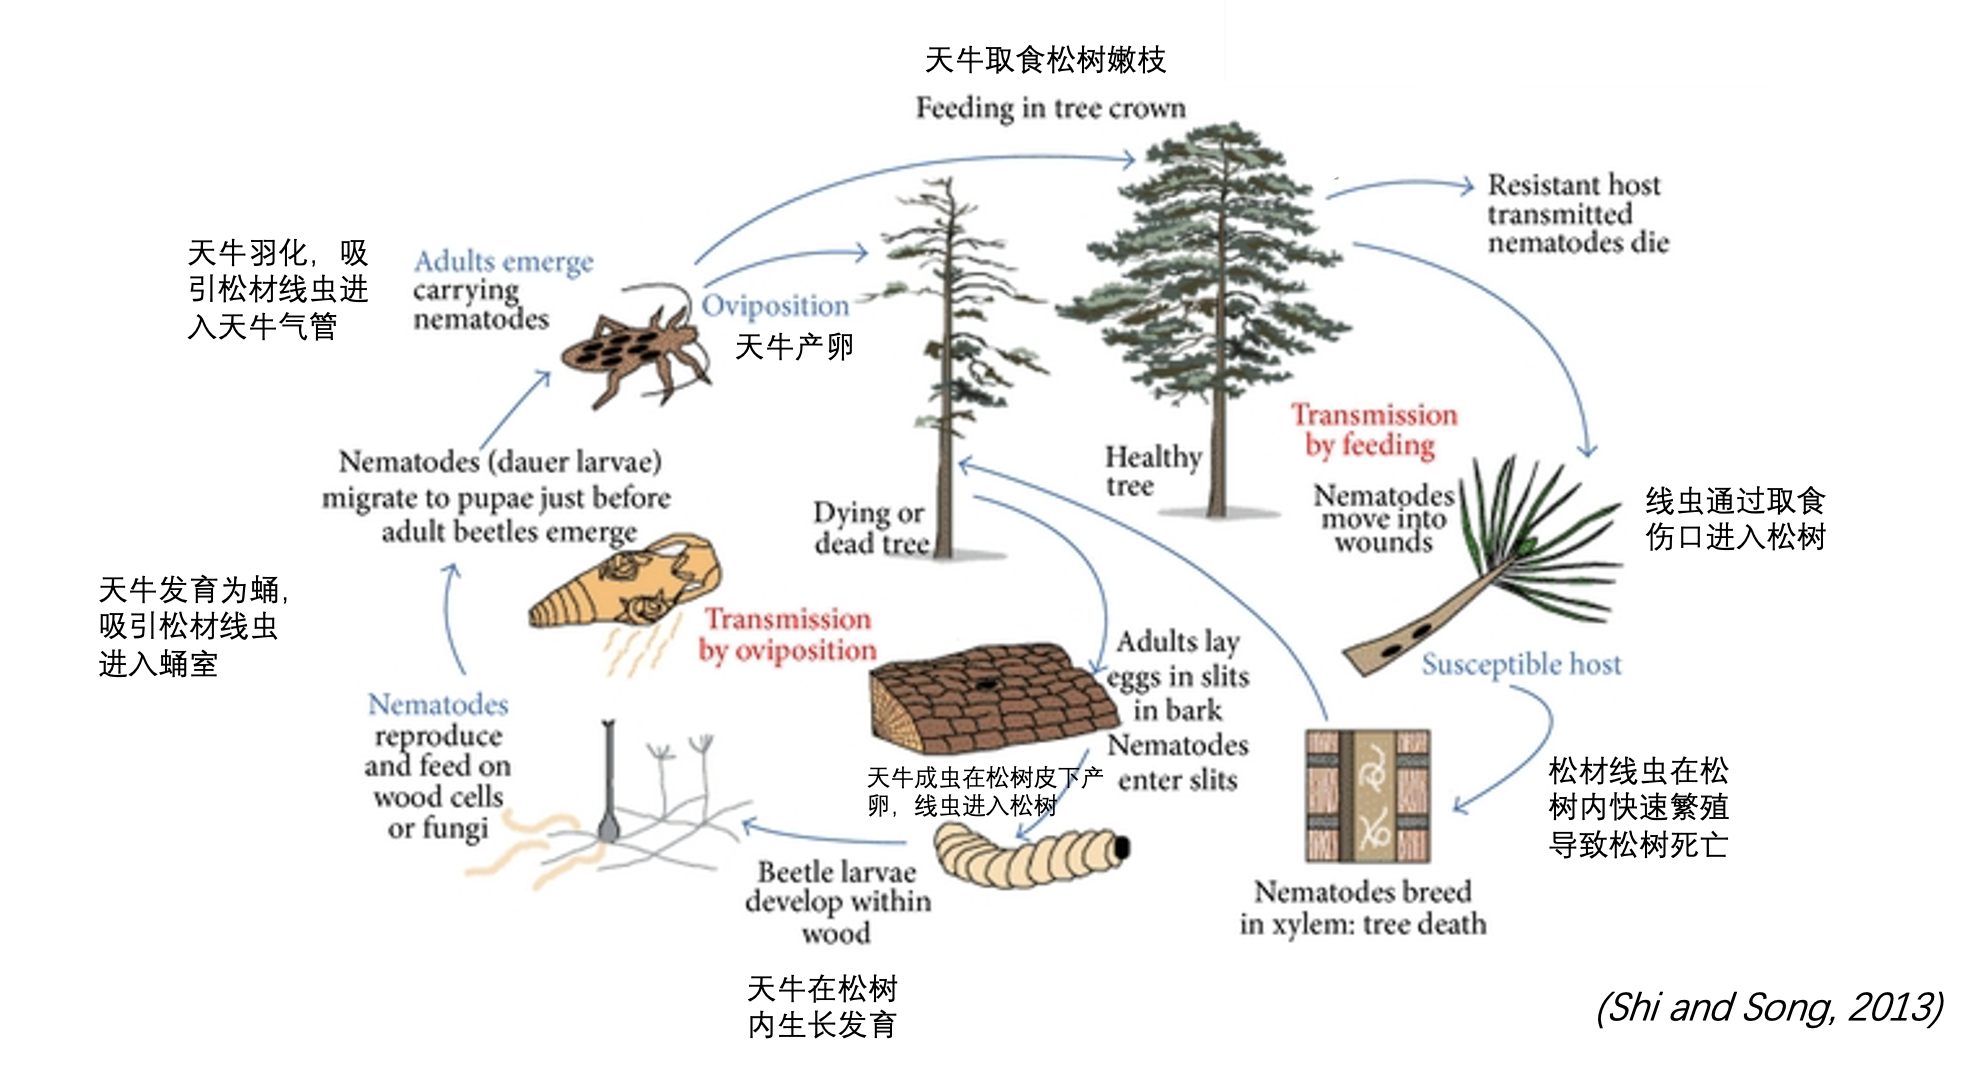 天牛取食松树嫩枝
Feeding in tree crown
Resistant host
transmitted
nematodes die
天牛羽化，吸
引松材线虫进
入天牛气管
Adults emerge
carrying
nematodes
Oviposition
天牛产卵
Transmission
by feeding
Healthy
tree
Nematodes
move into
wounds
线虫通过取食
伤口进入松树
Nematodes (dauer larvae)
migrate to pupae just before
adult beetles emerge
Dying or
dead tree
天牛发育为蛹，
吸引松材线虫
进入蛹室
Transmission
by oviposition
Adults lay
eggs in slits
in bark
Nematodes
enter slits
Susceptible host
Nematodes
reproduce
and feed on
wood cells
or fungi
天牛成虫在松树皮下产
卵，线虫进入松树
松材线虫在松
树内快速繁殖
导致松树死亡
Beetle larvae
develop within
wood
Nematodes breed
in xylem: tree death
天牛在松树
内生长发育
(Shi and Song, 2013)